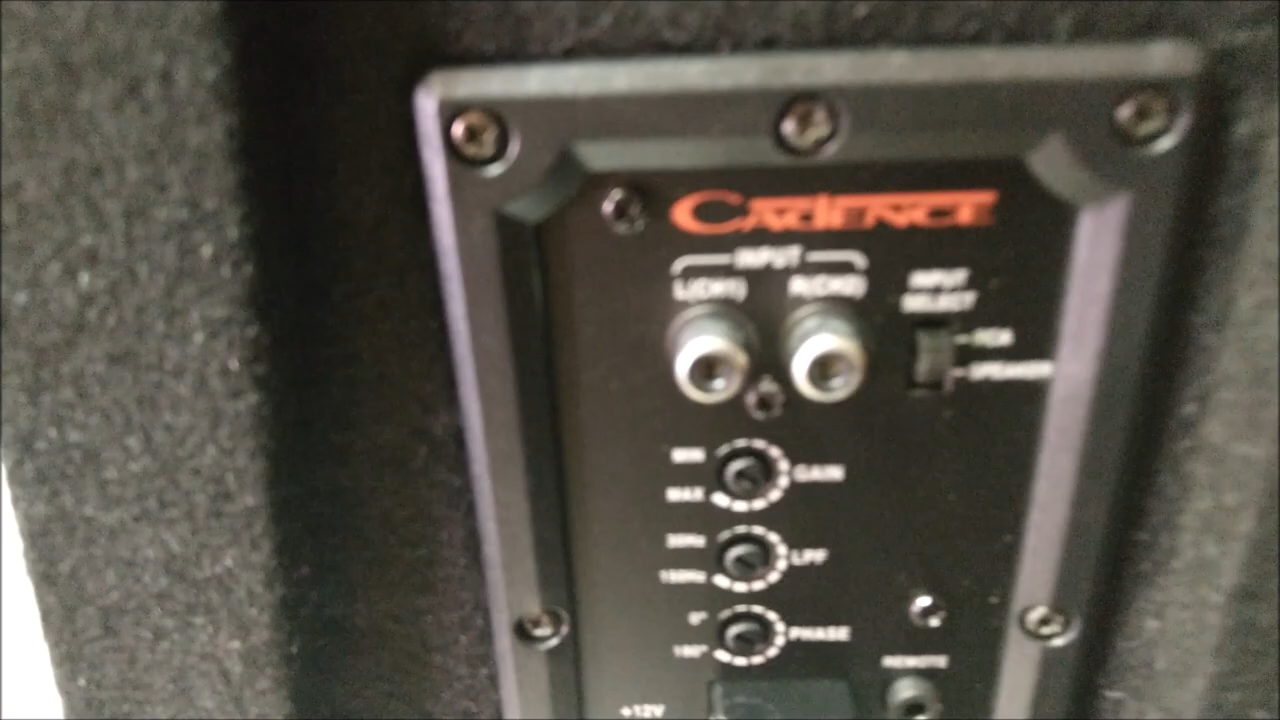 CADENCE
INPUT
L(CH1) R(CH2)
INPUT
SELECT
RCA
SPEAKER
MIN
GAIN
MAX
LPF
150Hz
0°
PHASE
180°
REMOTE
+12V